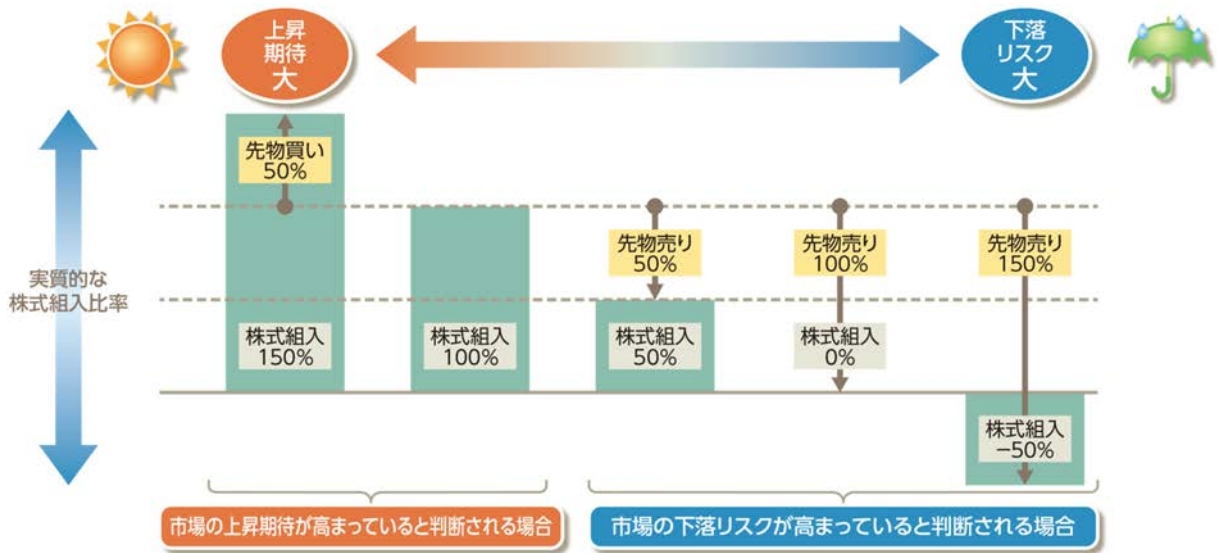 上昇
期待
大
下落
リスク
大
実質的な
株式組入比率
先物買い
50%
株式組入
150%
株式組入
100%
先物売り
50%
株式組入
50%
先物売り
100%
株式組入
0%
先物売り
150%
株式組入
−50%
市場の上昇期待が高まっていると判断される場合
市場の下落リスクが高まっていると判断される場合